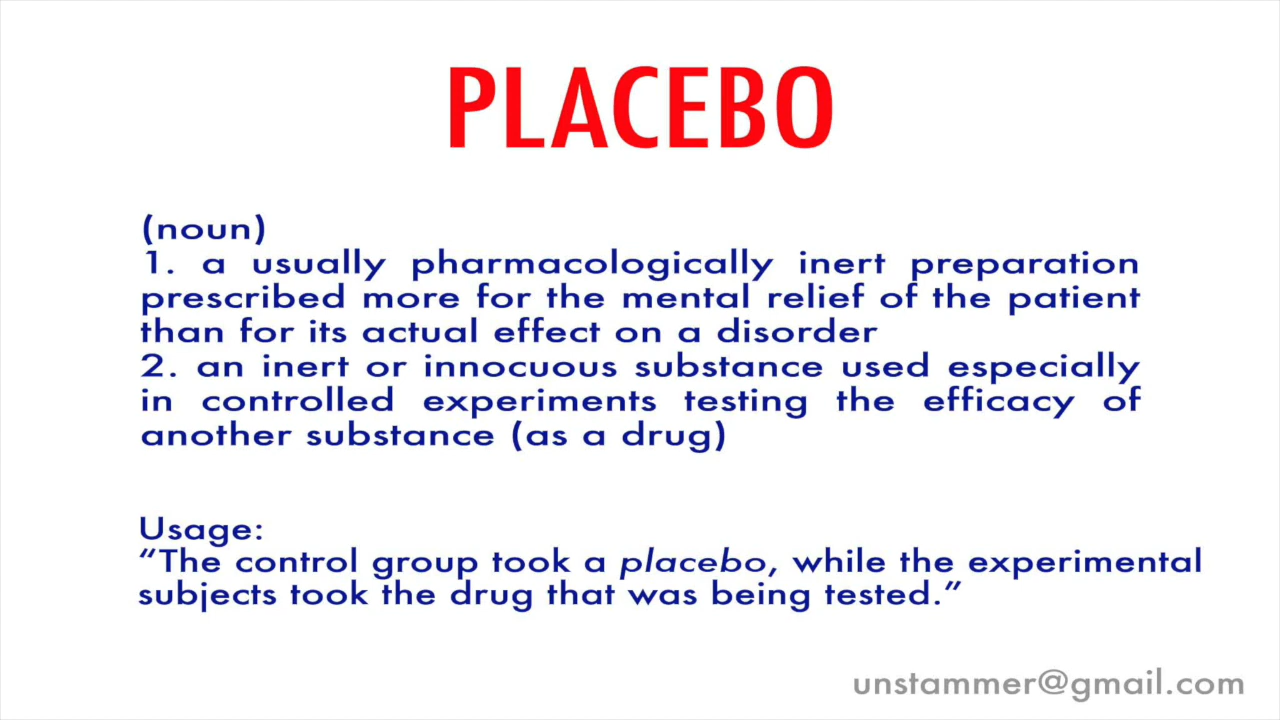 PLACEBO
(noun)
1. a usually pharmacologically inert preparation
prescribed more for the mental relief of the patient
than for its actual effect on a disorder
2. an inert or innocuous substance used especially
in controlled experiments testing the efficacy of
another substance (as a drug)
Usage:
“The control group took a placebo, while the experimental
subjects took the drug that was being tested.”
unstammer@gmail.com